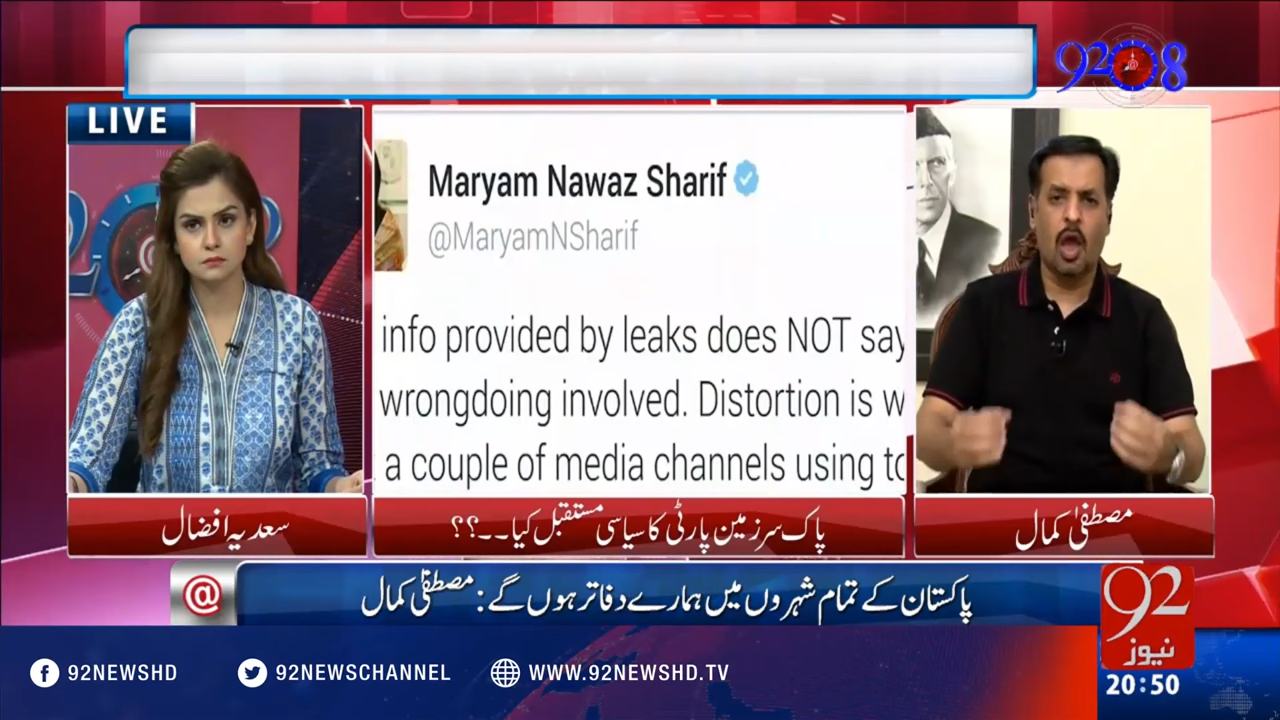 9208
LIVE
Maryam Nawaz Sharif
@MaryamNSharif
info provided by leaks does NOT say
wrongdoing involved. Distortion is w
a couple of media channels using to
سعدیہ افضال
پاک سرزمین پارٹی کا سیاسی مستقبل کیا۔۔؟؟
مصطفیٰ کمال
@
پاکستان کے تمام شہروں میں ہمارے دفاتر ہوں گے: مصطفیٰ کمال
92
نیوز
20:50
92NEWSHD
92NEWSCHANNEL
WWW.92NEWSHD.TV